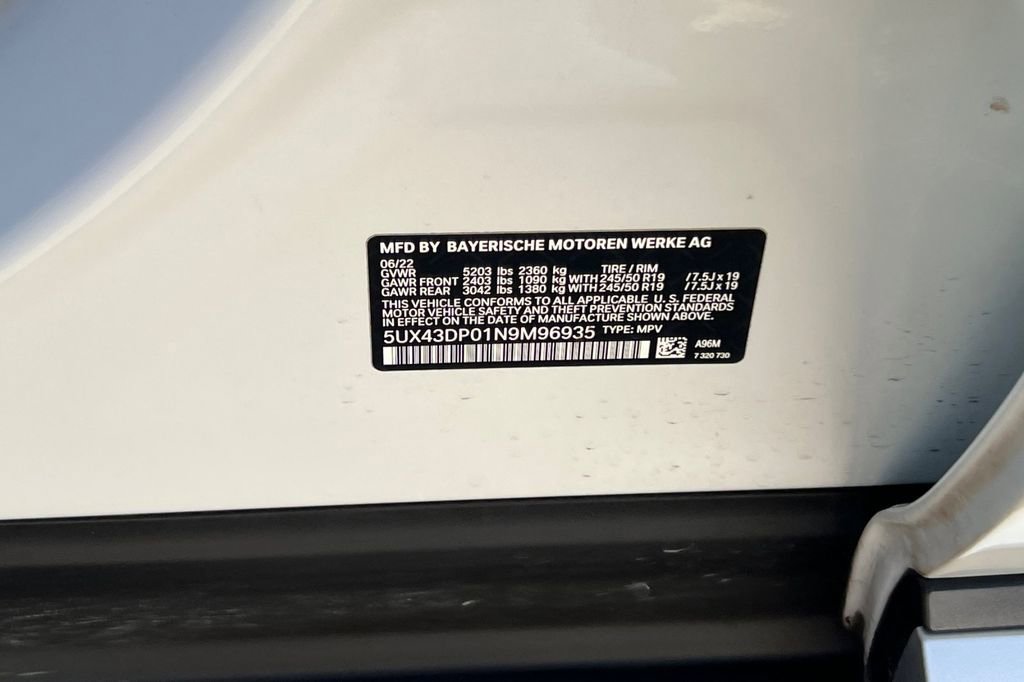 MFD BY BAYERISCHE MOTOREN WERKE AG
06/22
GVWR 5203 lbs 2360 kg TIRE / RIM
GAWR FRONT 2403 lbs 1090 kg WITH 245/50 R19 /7.5J x 19
GAWR REAR 3042 lbs 1380 kg WITH 245/50 R19 /7.5J x 19
THIS VEHICLE CONFORMS TO ALL APPLICABLE U. S. FEDERAL
MOTOR VEHICLE SAFETY AND THEFT PREVENTION STANDARDS
IN EFFECT ON THE DATE OF MANUFACTURE SHOWN ABOVE.
5UX43DP01N9M96935 TYPE: MPV
A96M
7 320 730